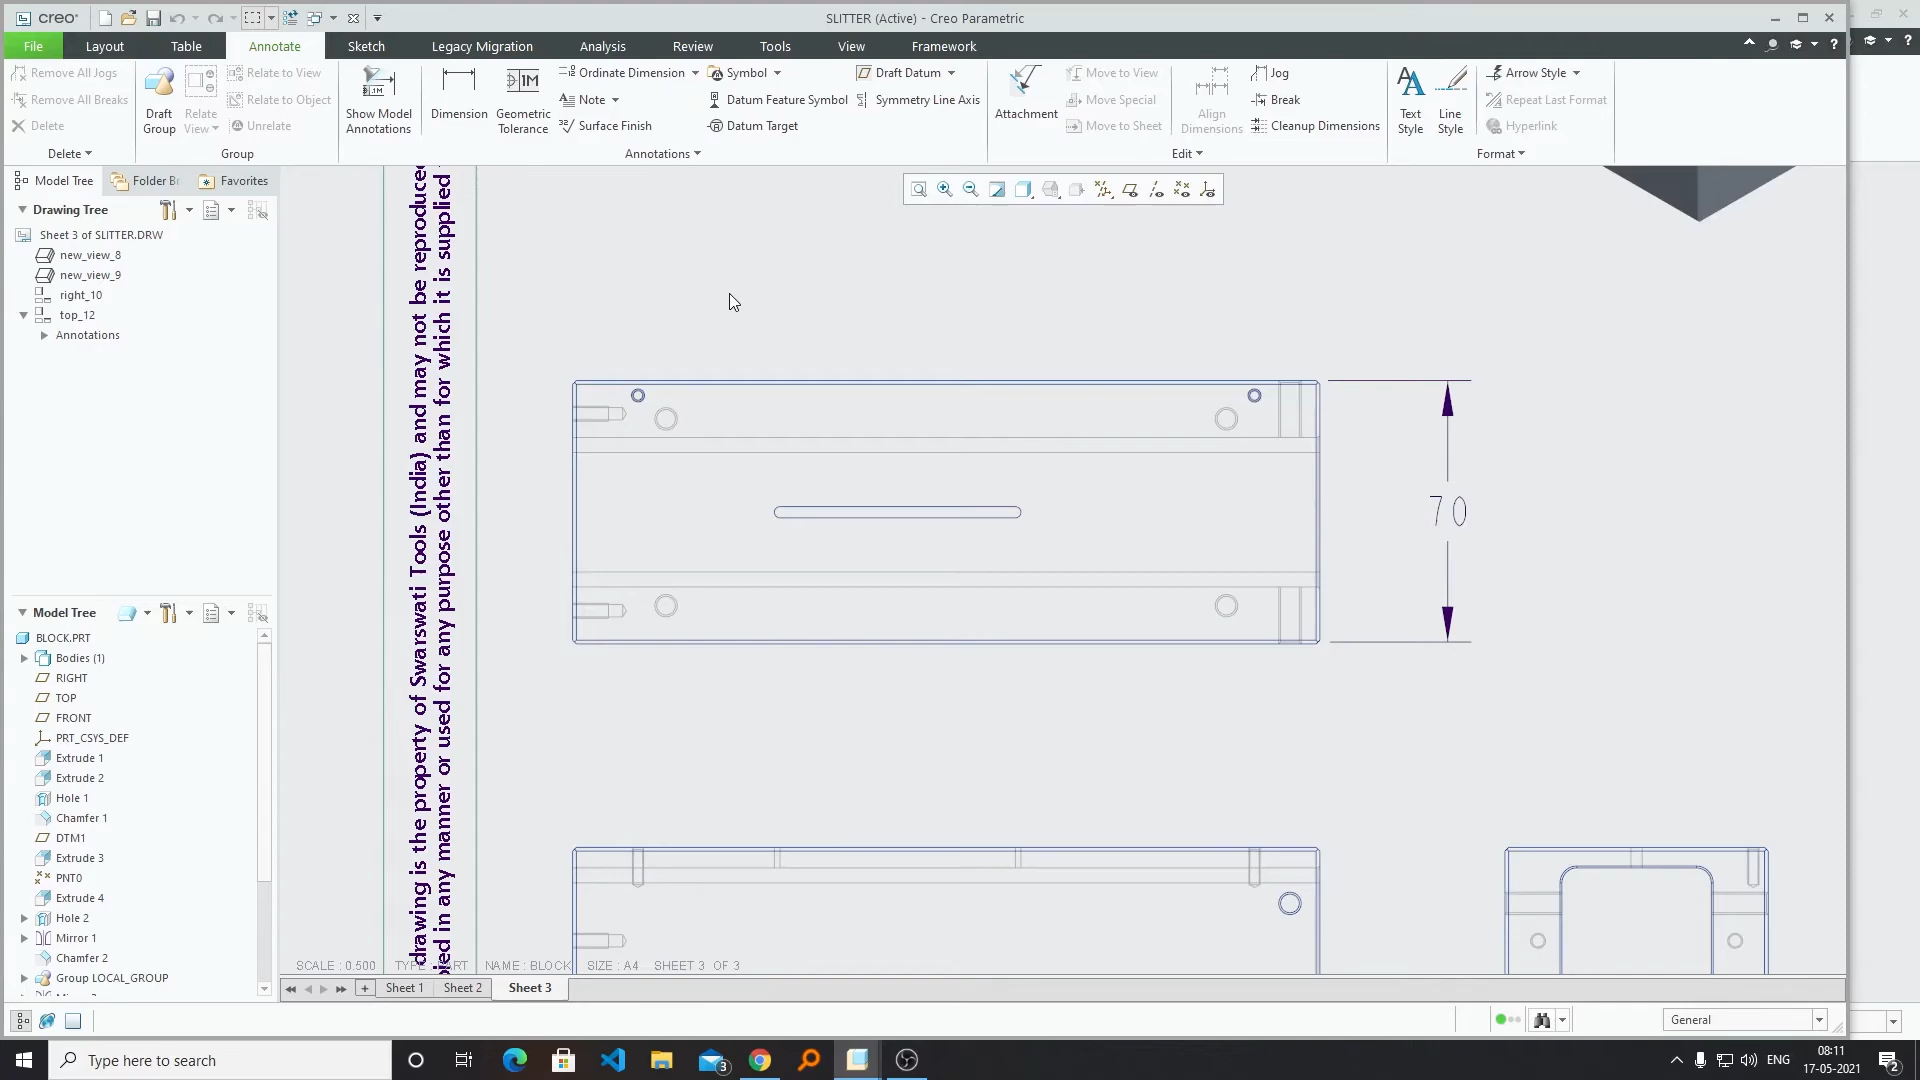 creo
SLITTER (Active) - Creo Parametric
File
Layout
Table
Annotate
Sketch
Legacy Migration
Analysis
Review
Tools
View
Framework
Remove All Jogs
Remove All Breaks
Delete
Delete
Draft Group
Relate View
Relate to View
Relate to Object
Unrelate
Group
Show Model Annotations
Dimension
Geometric Tolerance
Ordinate Dimension
Note
Surface Finish
Symbol
Datum Feature Symbol
Datum Target
Draft Datum
Symmetry Line Axis
Annotations
Attachment
Move to View
Move Special
Move to Sheet
Align Dimensions
Jog
Break
Cleanup Dimensions
Edit
Text Style
Line Style
Arrow Style
Repeat Last Format
Hyperlink
Format
Model Tree
Folder Br
Favorites
Drawing Tree
Sheet 3 of SLITTER.DRW
new_view_8
new_view_9
right_10
top_12
Annotations
Model Tree
BLOCK.PRT
Bodies (1)
RIGHT
TOP
FRONT
PRT_CSYS_DEF
Extrude 1
Extrude 2
Hole 1
Chamfer 1
DTM1
Extrude 3
PNT0
Extrude 4
Hole 2
Mirror 1
Chamfer 2
Group LOCAL_GROUP
drawing is the property of Swarswati Tools (India) and may not be reproduced
in any manner or used for any purpose other than for which it is supplied
70
SCALE : 0.500
NAME : BLOCK
SIZE : A4
SHEET 3 OF 3
Sheet 1
Sheet 2
Sheet 3
General
Type here to search
3
ENG
08:11
17-05-2021
2